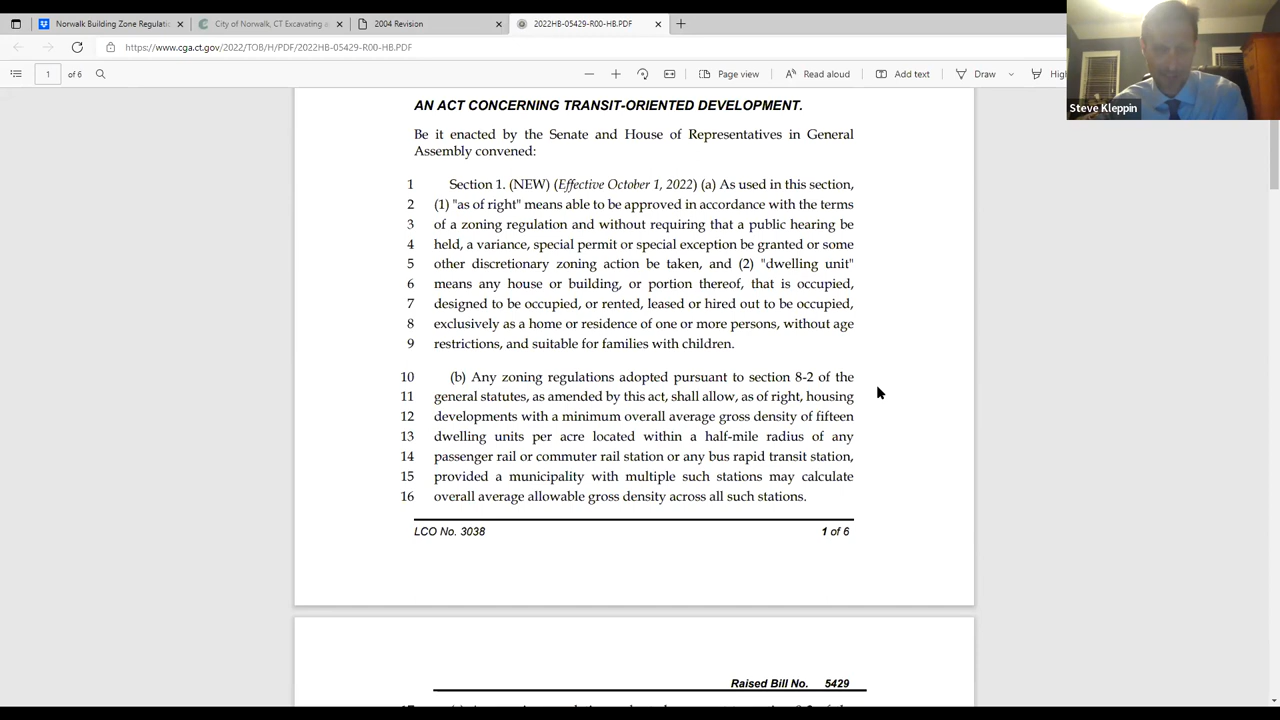 Norwalk Building Zone Regulati
City of Norwalk, CT Excavating a
2004 Revision
2022HB-05429-R00-HB.PDF
https://www.cga.ct.gov/2022/TOB/H/PDF/2022HB-05429-R00-HB.PDF
1 of 6
Page view
Read aloud
Add text
Draw
High
Steve Kleppin
AN ACT CONCERNING TRANSIT-ORIENTED DEVELOPMENT.
Be it enacted by the Senate and House of Representatives in General
Assembly convened:
1 Section 1. (NEW) (Effective October 1, 2022) (a) As used in this section,
2 (1) "as of right" means able to be approved in accordance with the terms
3 of a zoning regulation and without requiring that a public hearing be
4 held, a variance, special permit or special exception be granted or some
5 other discretionary zoning action be taken, and (2) "dwelling unit"
6 means any house or building, or portion thereof, that is occupied,
7 designed to be occupied, or rented, leased or hired out to be occupied,
8 exclusively as a home or residence of one or more persons, without age
9 restrictions, and suitable for families with children.
10 (b) Any zoning regulations adopted pursuant to section 8-2 of the
11 general statutes, as amended by this act, shall allow, as of right, housing
12 developments with a minimum overall average gross density of fifteen
13 dwelling units per acre located within a half-mile radius of any
14 passenger rail or commuter rail station or any bus rapid transit station,
15 provided a municipality with multiple such stations may calculate
16 overall average allowable gross density across all such stations.
LCO No. 3038
1 of 6
Raised Bill No. 5429